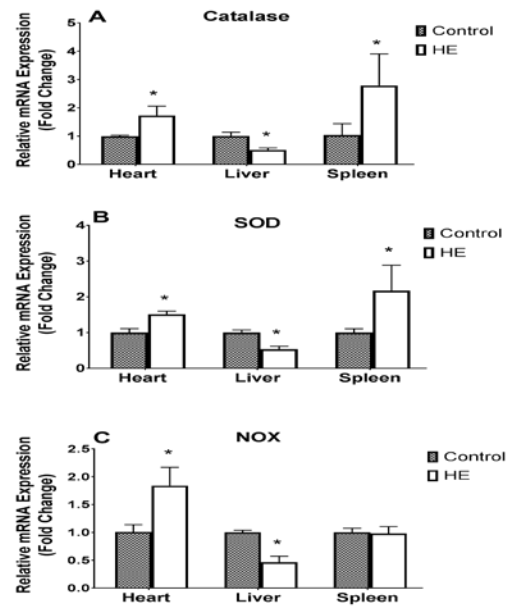 A Catalase
Relative mRNA Expression
(Fold Change)
5
4
3
2
1
0
* * *
Heart Liver Spleen
Control
HE
B SOD
Relative mRNA Expression
(Fold Change)
4
3
2
1
0
* * *
Heart Liver Spleen
Control
HE
C NOX
Relative mRNA Expression
(Fold Change)
2.5
2.0
1.5
1.0
0.5
0.0
* *
Heart Liver Spleen
Control
HE